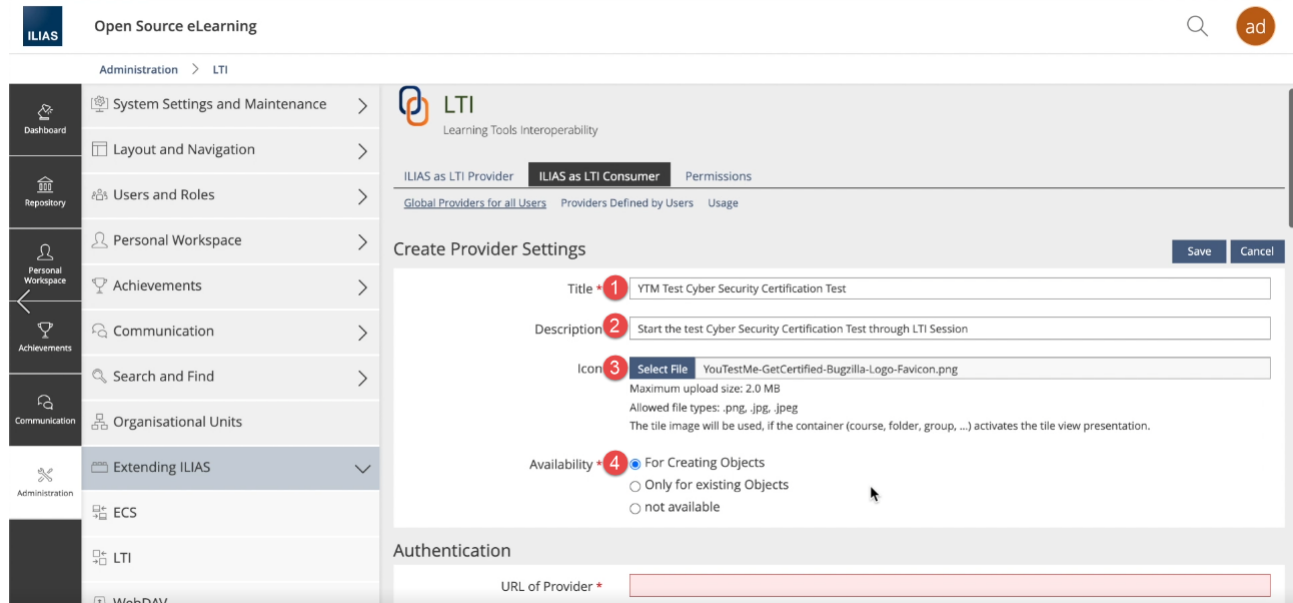 ILIAS
Open Source eLearning
ad
Administration > LTI
Dashboard
Repository
Personal
Workspace
Achievements
Communication
Administration
System Settings and Maintenance
Layout and Navigation
Users and Roles
Personal Workspace
Achievements
Communication
Search and Find
Organisational Units
Extending ILIAS
ECS
LTI
WebDAV
LTI
Learning Tools Interoperability
ILIAS as LTI Provider ILIAS as LTI Consumer Permissions
Global Providers for all Users Providers Defined by Users Usage
Create Provider Settings Save Cancel
Title * 1 YTM Test Cyber Security Certification Test
Description 2 Start the test Cyber Security Certification Test through LTI Session
Icon 3 Select File YouTestMe-GetCertified-Bugzilla-Logo-Favicon.png
Maximum upload size: 2.0 MB
Allowed file types: .png, .jpg, .jpeg
The tile image will be used, if the container (course, folder, group, ...) activates the tile view presentation.
Availability * 4 For Creating Objects
Only for existing Objects
not available
Authentication
URL of Provider *